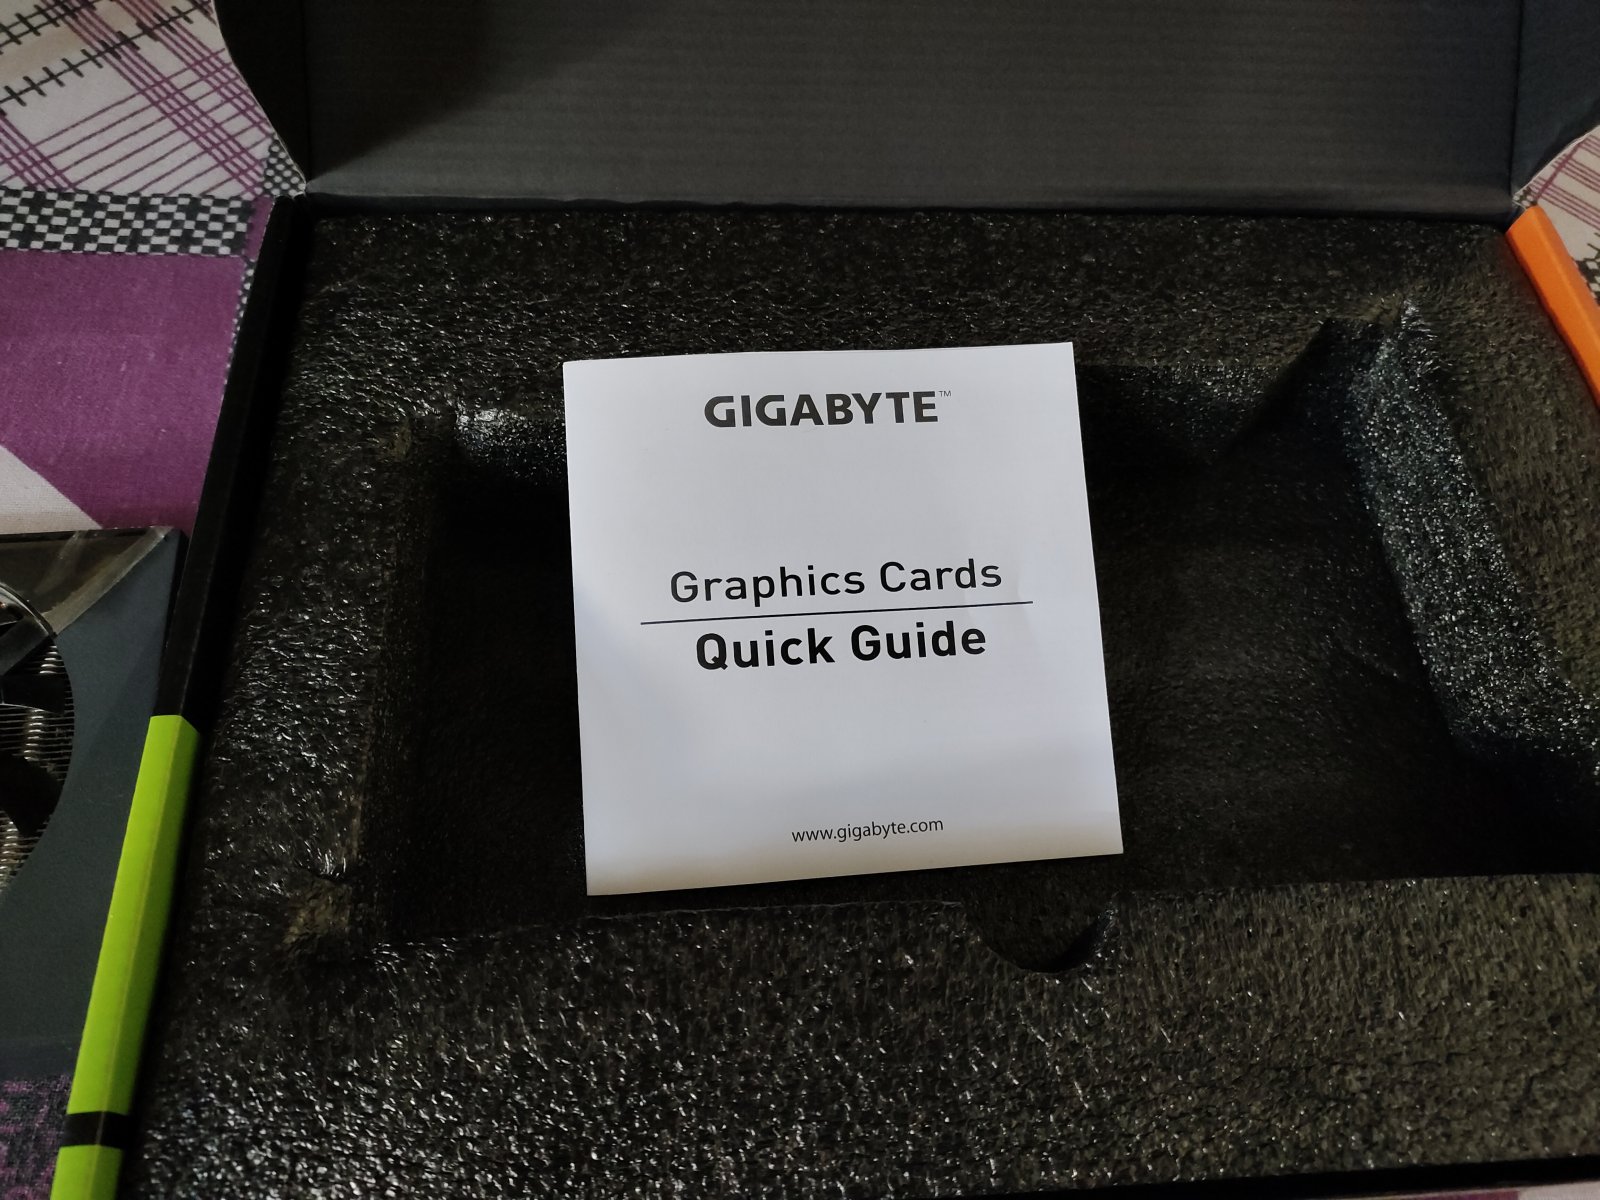 GIGABYTE™
Graphics Cards
Quick Guide
www.gigabyte.com